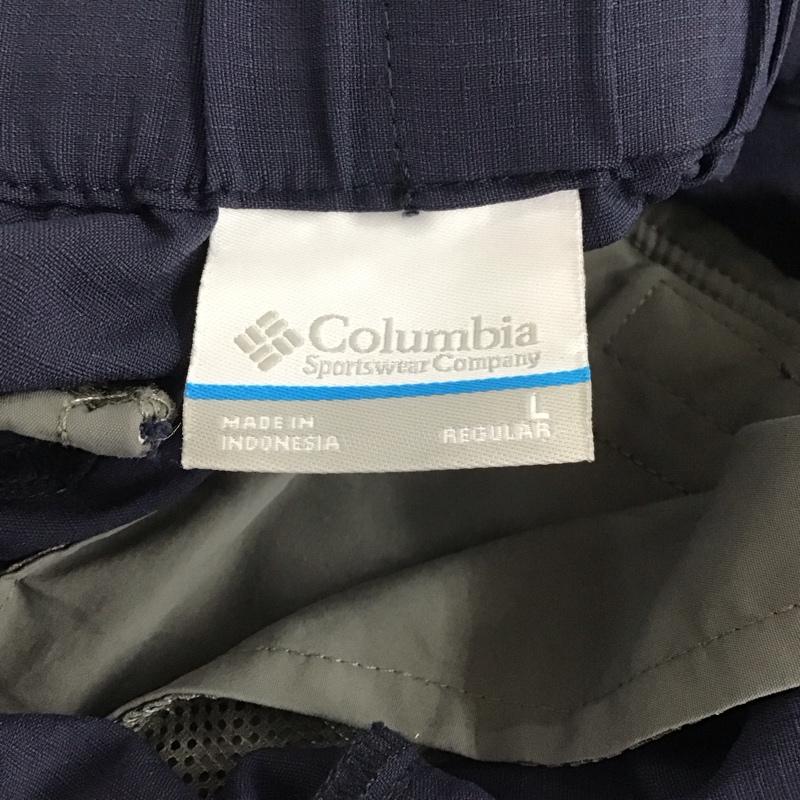 Columbia
Sportswear Company
MADE IN
INDONESIA
L
REGULAR